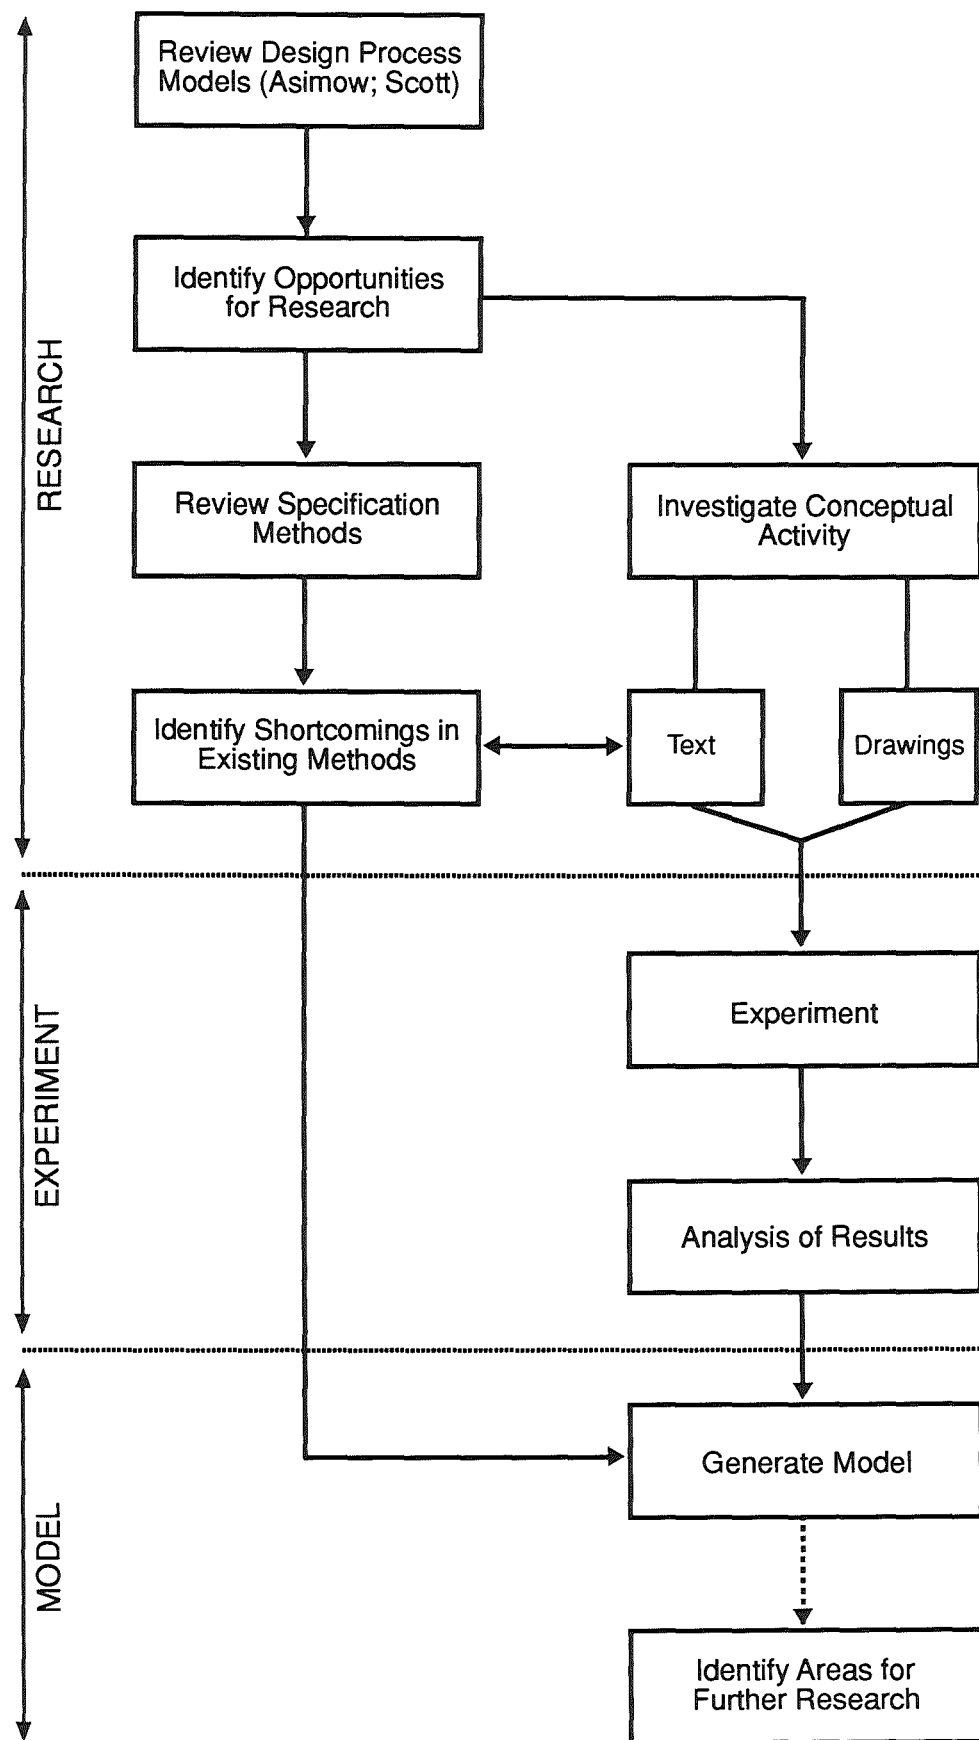 Review Design Process
Models (Asimow; Scott)
Identify Opportunities
for Research
RESEARCH
Review Specification
Methods
Investigate Conceptual
Activity
Identify Shortcomings in
Existing Methods
Text
Drawings
EXPERIMENT
Experiment
Analysis of Results
MODEL
Generate Model
Identify Areas for
Further Research